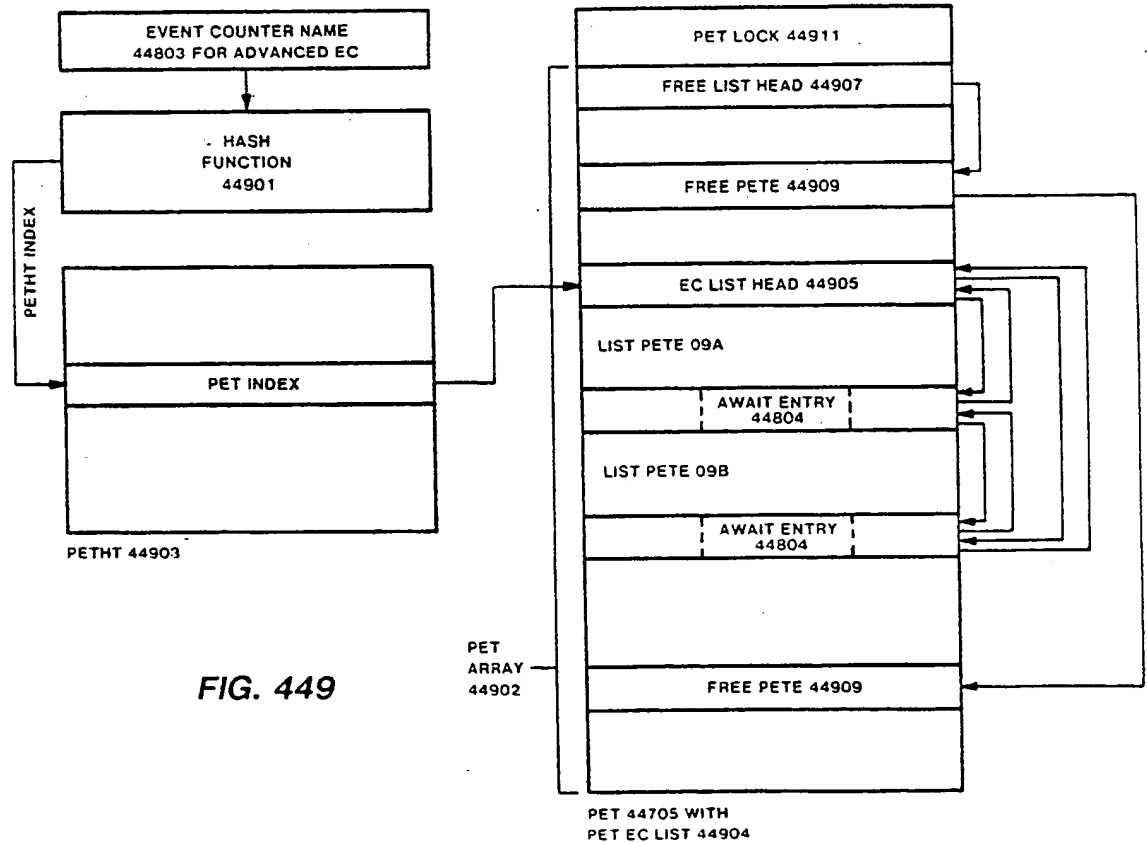 EVENT COUNTER NAME
44803 FOR ADVANCED EC
HASH
FUNCTION
44901
PETHT INDEX
PET INDEX
PETHT 44903
FIG. 449
PET LOCK 44911
FREE LIST HEAD 44907
FREE PETE 44909
EC LIST HEAD 44905
LIST PETE 09A
AWAIT ENTRY
44804
LIST PETE 09B
AWAIT ENTRY
44804
PET
ARRAY
44902
FREE PETE 44909
PET 44705 WITH
PET EC LIST 44904